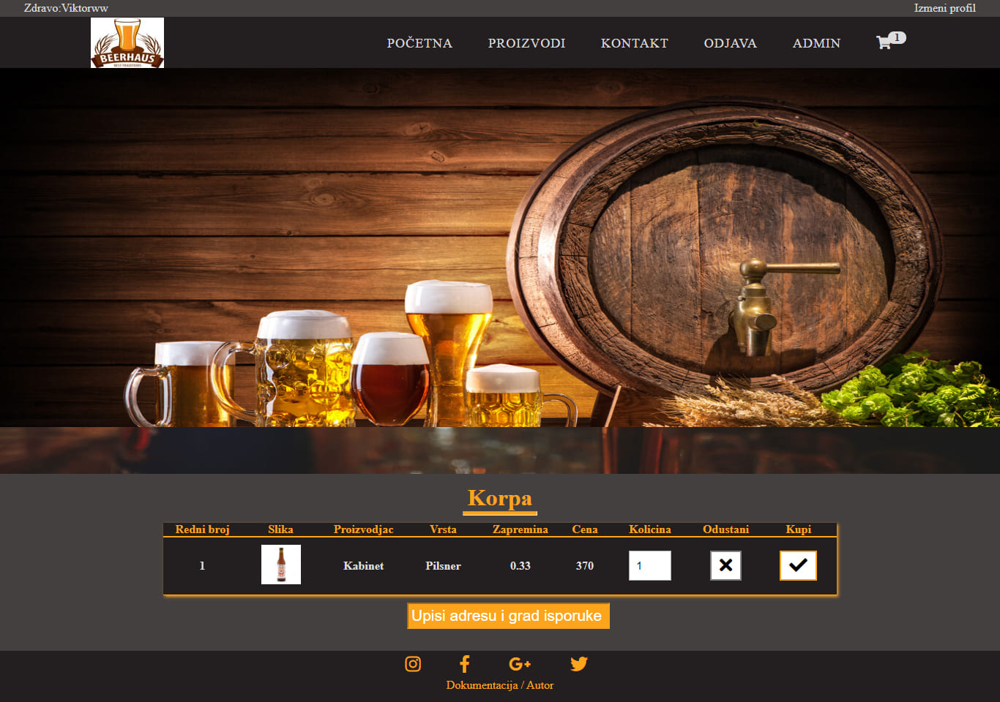 Zdravo:Viktorww Izmeni profil
BEERHAUS
BEST TRADITIONS
POČETNA PROIZVODI KONTAKT ODJAVA ADMIN 1
Korpa
Redni broj Slika Proizvodjac Vrsta Zapremina Cena Kolicina Odustani Kupi
1 Kabinet Pilsner 0.33 370 1
Upisi adresu i grad isporuke
Dokumentacija / Autor